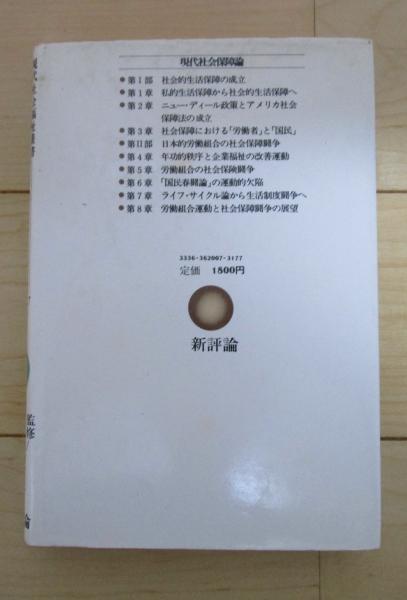 現代社会保障論
●第Ⅰ部 社会的生活保障の成立
●第1章 私的生活保障から社会的生活保障へ
●第2章 ニュー・ディール政策とアメリカ社会
保障法の成立
●第3章 社会保障における「労働者」と「国民」
●第Ⅱ部 日本的労働組合の社会保障闘争
●第4章 年功的秩序と企業福祉の改善運動
●第5章 労働組合の社会保険闘争
●第6章 「国民春闘論」の運動的欠陥
●第7章 ライフ・サイクル論から生活制度闘争へ
●第8章 労働組合運動と社会保障闘争の展望
3336-362007-3177
定価 1800円
新評論
監修/
論